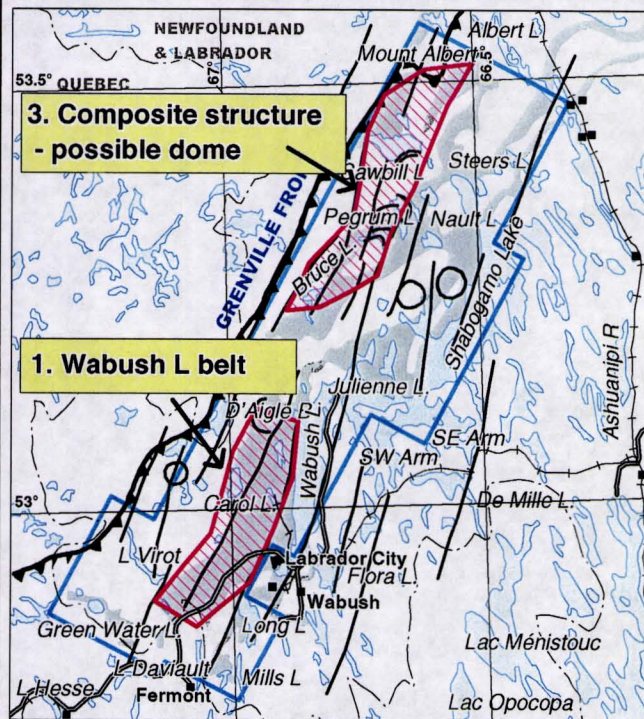 NEWFOUNDLAND
& LABRADOR
Albert L.
Mount Albert
66.5°
67°
53.5° QUEBEC
3. Composite structure
- possible dome
Sawbill L
Steers L.
GRENVILLE FRO
Pegrum L.
Nault L.
Bruce L.
Shabogamo Lake
Ashuanipi R
1. Wabush L belt
Julienne L.
D'Aigle L
Wabush L.
SE Arm
SW Arm
53°
Carol L.
De Mille L.
L Virot
Labrador City
Flora L.
Wabush
Green Water L.
Long L
Lac Ménistouc
L Daviault
Mills L
L Hesse
Fermont
Lac Opocopa